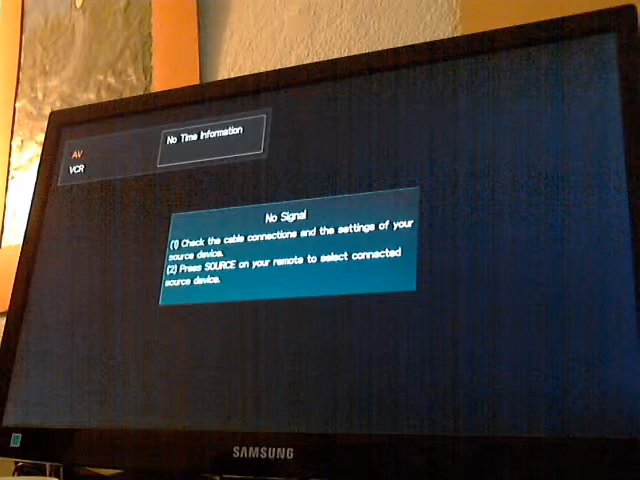 No Time Information
AV
VCR
No Signal
(1) Check the cable connections and the settings of your
source device.
(2) Press SOURCE on your remote to select connected
source device.
SAMSUNG